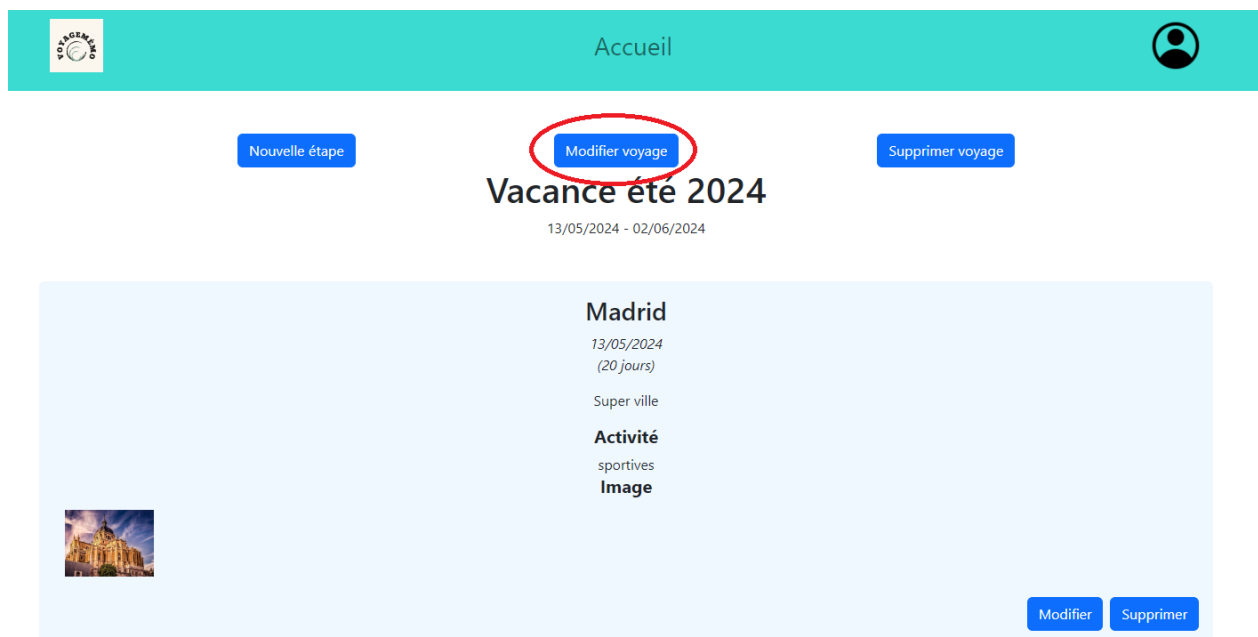 VOYAGEMÉMO
Accueil
Nouvelle étape
Modifier voyage
Supprimer voyage
Vacance été 2024
13/05/2024 - 02/06/2024
Madrid
13/05/2024
(20 jours)
Super ville
Activité
sportives
Image
Modifier
Supprimer